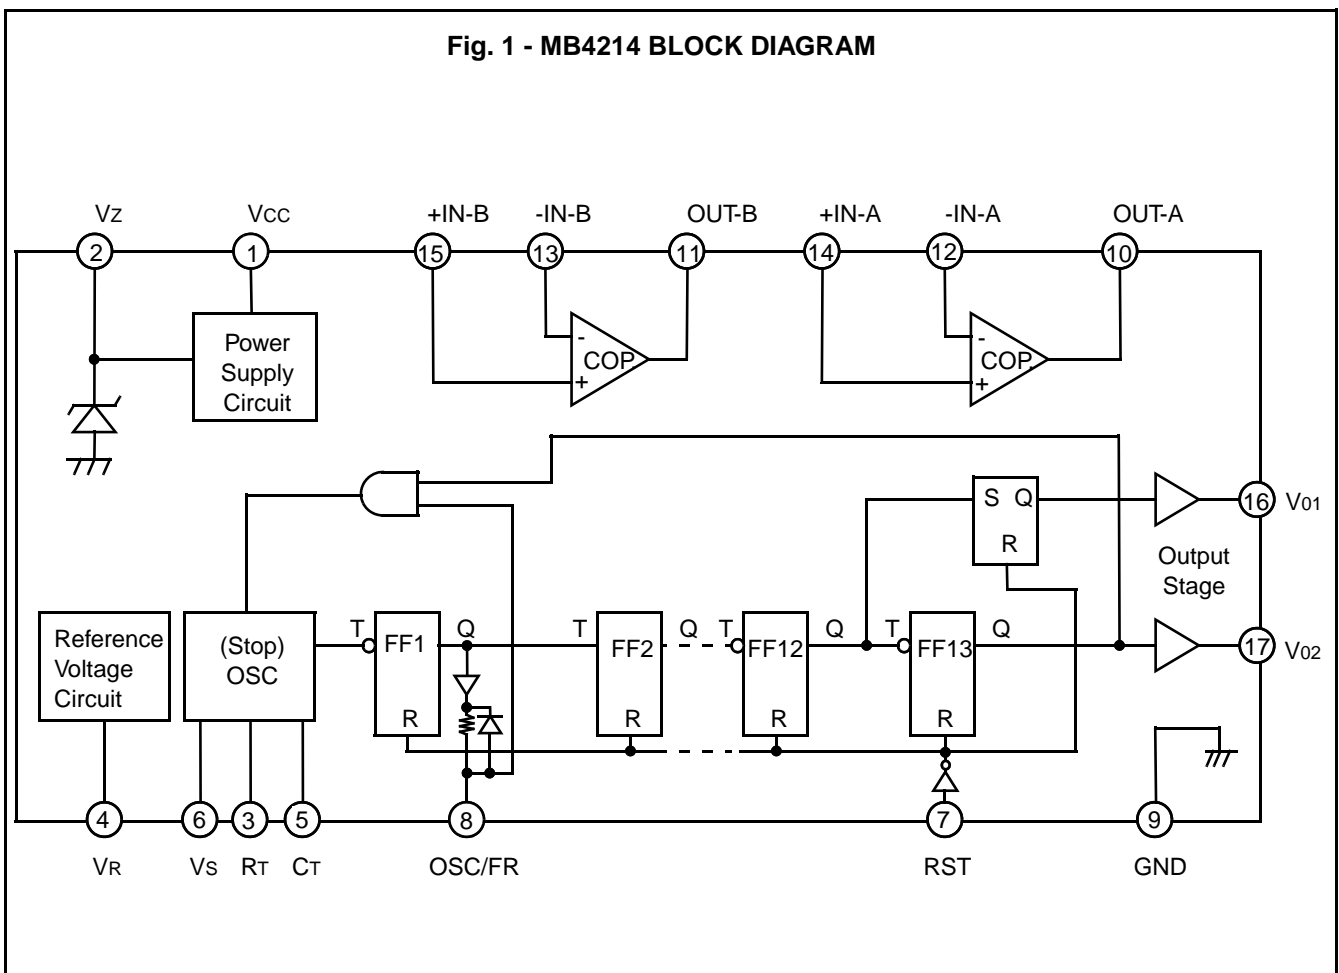 Fig. 1 - MB4214 BLOCK DIAGRAM
VZ VCC +IN-B -IN-B OUT-B +IN-A -IN-A OUT-A
2 1 15 13 11 14 12 10
Power
Supply
Circuit
- COP. +
- COP. +
S Q
R
16 V01
Output
Stage
Reference
Voltage
Circuit
(Stop)
OSC
T FF1 Q
R
T FF2 Q
R
T FF12 Q
R
T FF13 Q
R
17 V02
4 6 3 5 8 7 9
VR VS RT CT OSC/FR RST GND